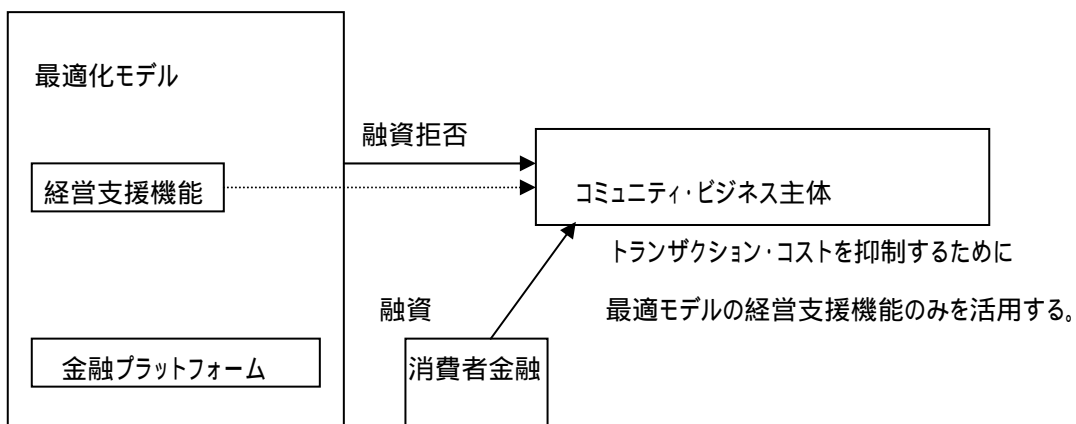 最適化モデル
融資拒否
経営支援機能
コミュニティ・ビジネス主体
トランザクション・コストを抑制するために
融資
最適モデルの経営支援機能のみを活用する。
金融プラットフォーム
消費者金融